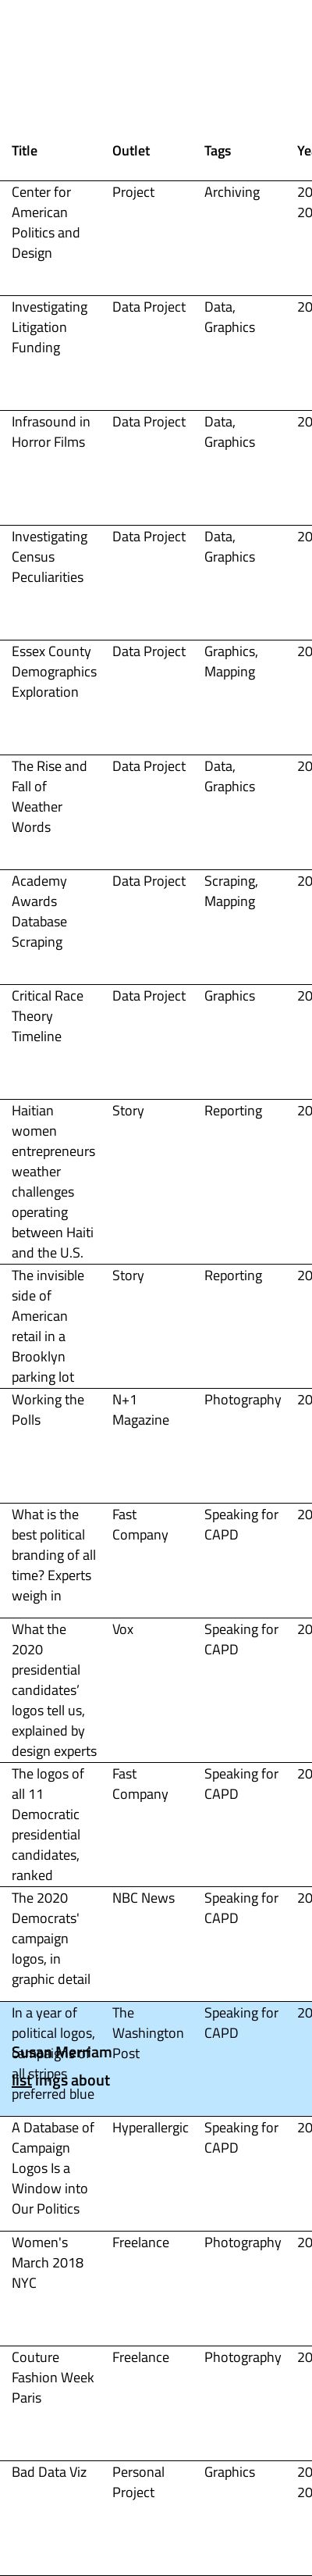 Title Outlet Tags Ye
Center for Project Archiving 20
American 20
Politics and
Design
Investigating Data Project Data, 20
Litigation Graphics
Funding
Infrasound in Data Project Data, 20
Horror Films Graphics
Investigating Data Project Data, 20
Census Graphics
Peculiarities
Essex County Data Project Graphics, 20
Demographics Mapping
Exploration
The Rise and Data Project Data, 20
Fall of Graphics
Weather
Words
Academy Data Project Scraping, 20
Awards Mapping
Database
Scraping
Critical Race Data Project Graphics 20
Theory
Timeline
Haitian Story Reporting 20
women
entrepreneurs
weather
challenges
operating
between Haiti
and the U.S.
The invisible Story Reporting 20
side of
American
retail in a
Brooklyn
parking lot
Working the N+1 Photography 20
Polls Magazine
What is the Fast Speaking for 20
best political Company CAPD
branding of all
time? Experts
weigh in
What the Vox Speaking for 20
2020 CAPD
presidential
candidates’
logos tell us,
explained by
design experts
The logos of Fast Speaking for 20
all 11 Company CAPD
Democratic
presidential
candidates,
ranked
The 2020 NBC News Speaking for 20
Democrats' CAPD
campaign
logos, in
graphic detail
In a year of The Speaking for 20
political logos, Washington CAPD
campaigns of Post
Susan Merriam
all stripes
list imgs about
preferred blue
A Database of Hyperallergic Speaking for 20
Campaign CAPD
Logos Is a
Window into
Our Politics
Women's Freelance Photography 20
March 2018
NYC
Couture Freelance Photography 20
Fashion Week
Paris
Bad Data Viz Personal Graphics 20
Project 20